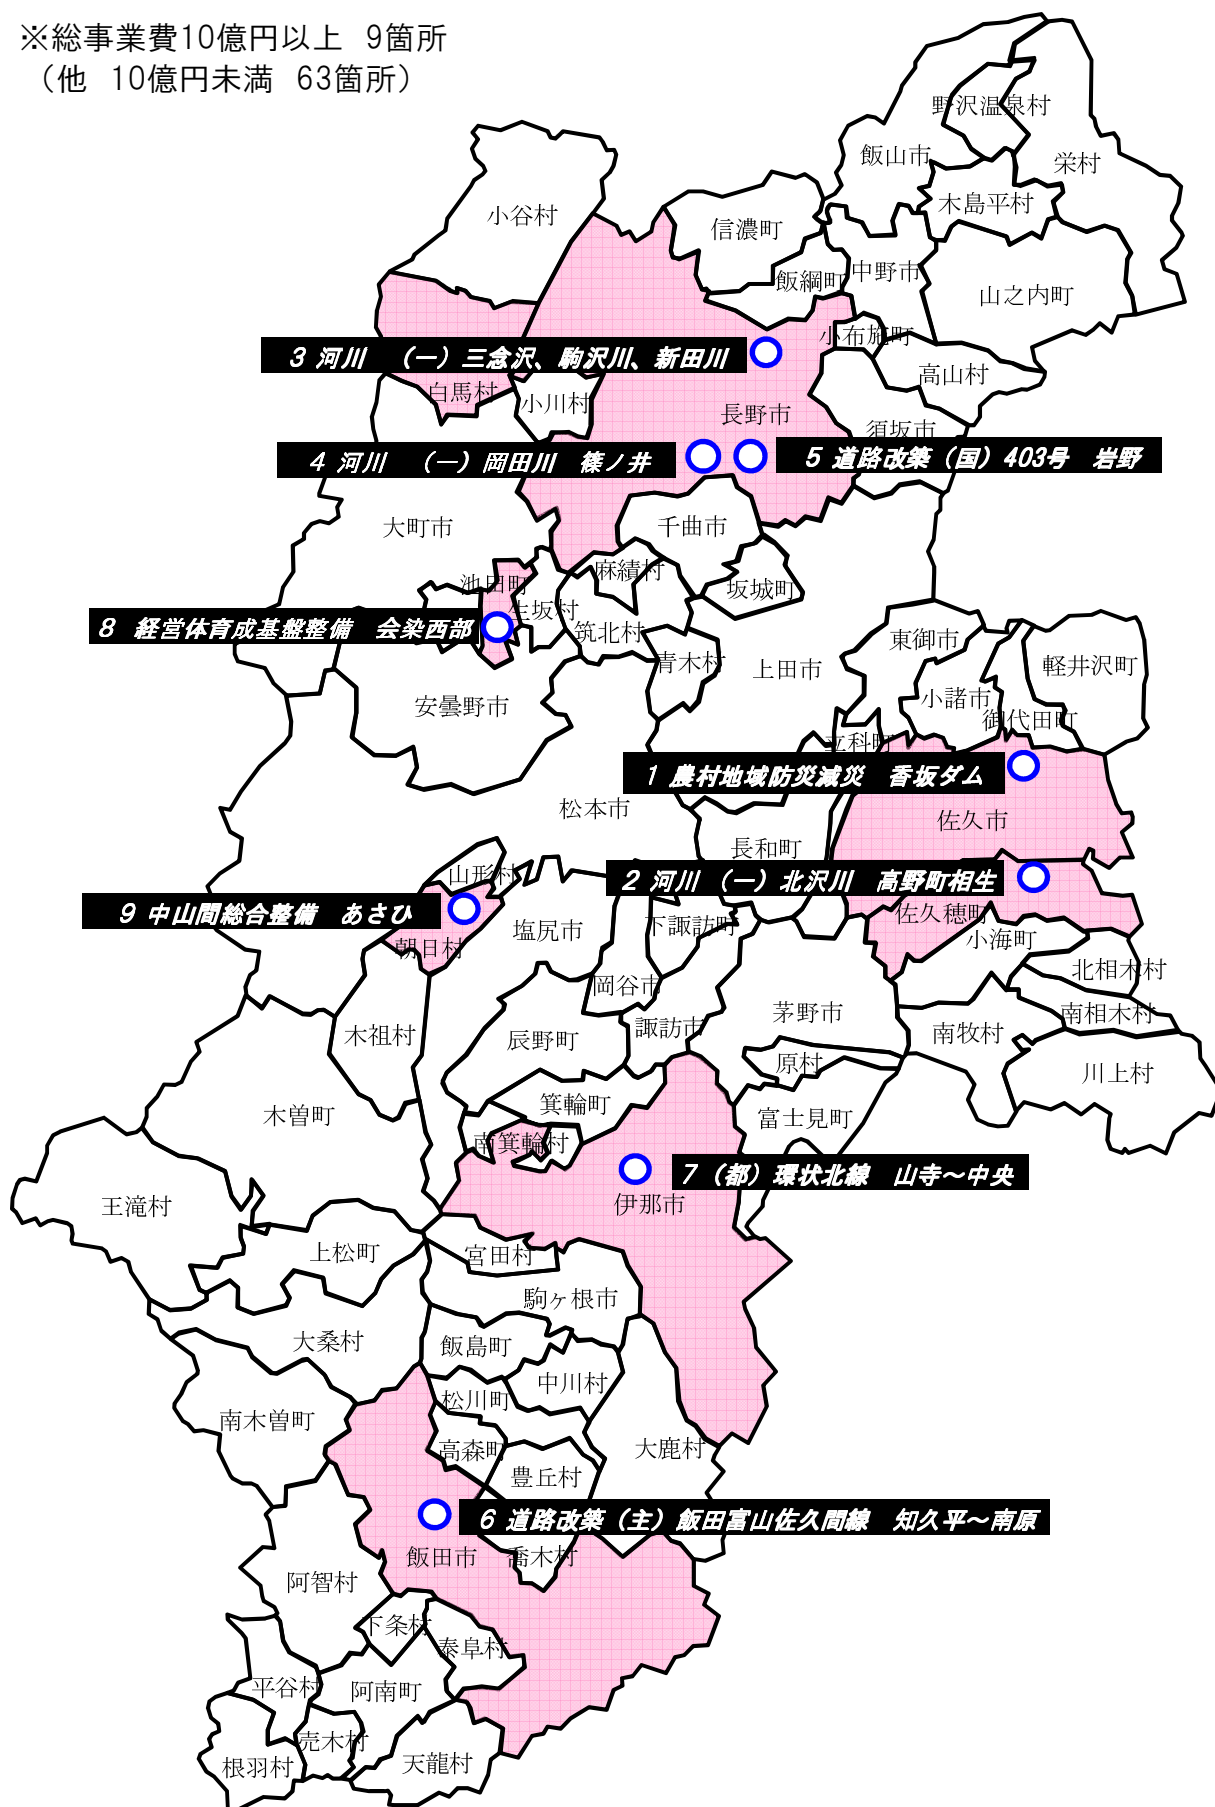 ※総事業費10億円以上 9箇所
（他 10億円未満 63箇所）
野沢温泉村
飯山市
栄村
木島平村
小谷村
信濃町
中野市
飯綱町
山之内町
小布施町
3 河川 （一）三念沢、駒沢川、新田川
高山村
白馬村
小川村
長野市
須坂市
4 河川 （一）岡田川 篠ノ井
5 道路改築（国）403号 岩野
大町市
千曲市
麻績村
池田町
坂城町
生坂村
8 経営体育成基盤整備 会染西部
筑北村
東御市
青木村
上田市
軽井沢町
安曇野市
小諸市
御代田町
立科町
1 農村地域防災減災 香坂ダム
松本市
佐久市
長和町
山形村
2 河川 （一）北沢川 高野町相生
9 中山間総合整備 あさひ
佐久穂町
塩尻市
下諏訪町
小海町
朝日村
北相木村
岡谷市
茅野市
南相木村
木祖村
辰野町
諏訪市
南牧村
原村
川上村
木曽町
箕輪町
富士見町
南箕輪村
7（都）環状北線 山寺～中央
王滝村
伊那市
上松町
宮田村
駒ヶ根市
大桑村
飯島町
中川村
松川町
南木曽町
高森町
大鹿村
豊丘村
6 道路改築（主）飯田富山佐久間線 知久平～南原
飯田市
喬木村
阿智村
下条村
泰阜村
平谷村
阿南町
売木村
根羽村
天龍村